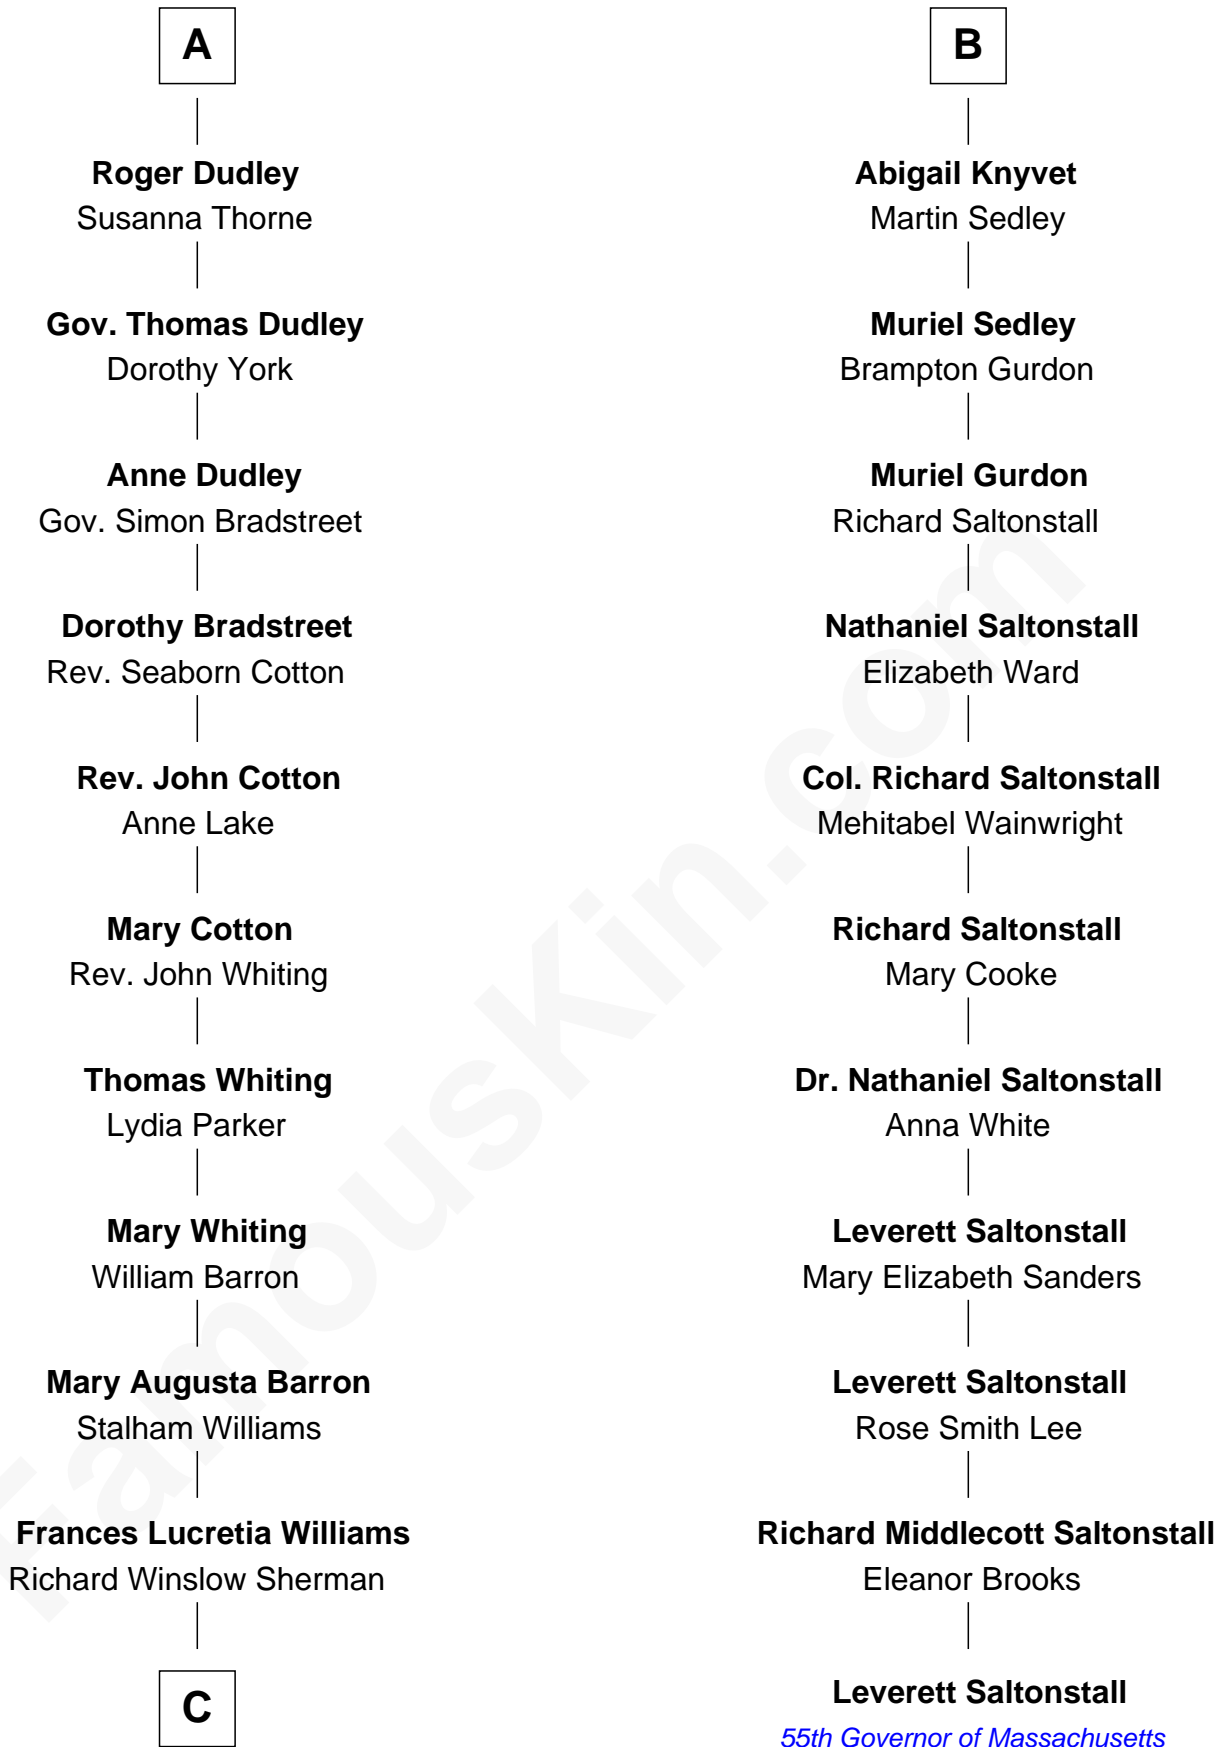 A
Roger Dudley
Susanna Thorne
Gov. Thomas Dudley
Dorothy York
Anne Dudley
Gov. Simon Bradstreet
Dorothy Bradstreet
Rev. Seaborn Cotton
Rev. John Cotton
Anne Lake
Mary Cotton
Rev. John Whiting
Thomas Whiting
Lydia Parker
Mary Whiting
William Barron
Mary Augusta Barron
Stalham Williams
Frances Lucretia Williams
Richard Winslow Sherman
C
B
Abigail Knyvet
Martin Sedley
Muriel Sedley
Brampton Gurdon
Muriel Gurdon
Richard Saltonstall
Nathaniel Saltonstall
Elizabeth Ward
Col. Richard Saltonstall
Mehitabel Wainwright
Richard Saltonstall
Mary Cooke
Dr. Nathaniel Saltonstall
Anna White
Leverett Saltonstall
Mary Elizabeth Sanders
Leverett Saltonstall
Rose Smith Lee
Richard Middlecott Saltonstall
Eleanor Brooks
Leverett Saltonstall
55th Governor of Massachusetts
FamousKin.com